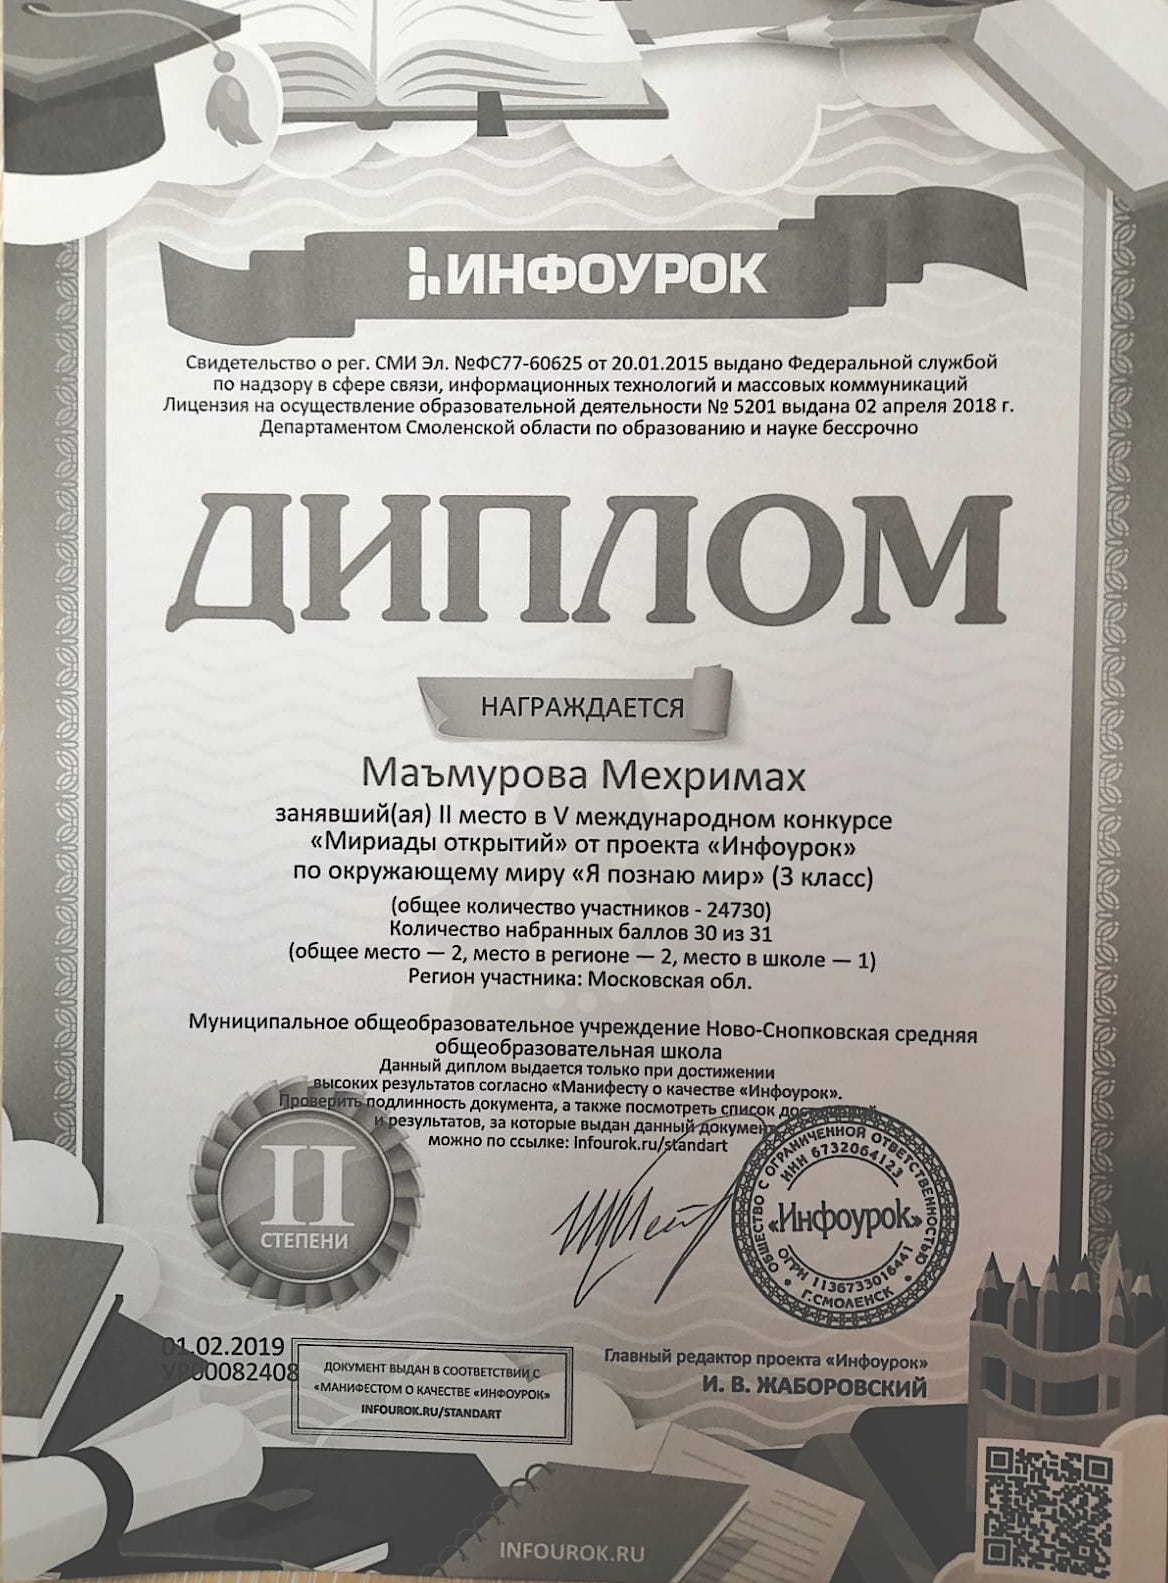 ИНФОУРОК
Свидетельство о рег. СМИ Эл. №ФС77-60625 от 20.01.2015 выдано Федеральной службой
по надзору в сфере связи, информационных технологий и массовых коммуникаций
Лицензия на осуществление образовательной деятельности № 5201 выдана 02 апреля 2018 г.
Департаментом Смоленской области по образованию и науке бессрочно
ДИПЛОМ
НАГРАЖДАЕТСЯ
Маъмурова Мехримах
занявший(ая) II место в V международном конкурсе
«Мириады открытий» от проекта «Инфоурок»
по окружающему миру «Я познаю мир» (3 класс)
(общее количество участников - 24730)
Количество набранных баллов 30 из 31
(общее место — 2, место в регионе — 2, место в школе — 1)
Регион участника: Московская обл.
Муниципальное общеобразовательное учреждение Ново-Снопковская средняя
общеобразовательная школа
Данный диплом выдается только при достижении
высоких результатов согласно «Манифесту о качестве «Инфоурок».
Проверить подлинность документа, а также посмотреть список
и результатов, за которые выдан данный документ
можно по ссылке: infourok.ru/standart
II
СТЕПЕНИ
ОБЩЕСТВО С ОГРАНИЧЕННОЙ ОТВЕТСТВЕННОСТЬЮ
ИНН 6732064123
«Инфоурок»
ОГРН 1136733016441
Г.СМОЛЕНСК
01.02.2019
УР00082408
ДОКУМЕНТ ВЫДАН В СООТВЕТСТВИИ С
«МАНИФЕСТОМ О КАЧЕСТВЕ «ИНФОУРОК»
INFOUROK.RU/STANDART
Главный редактор проекта «Инфоурок»
И. В. ЖАБОРОВСКИЙ
INFOUROK.RU